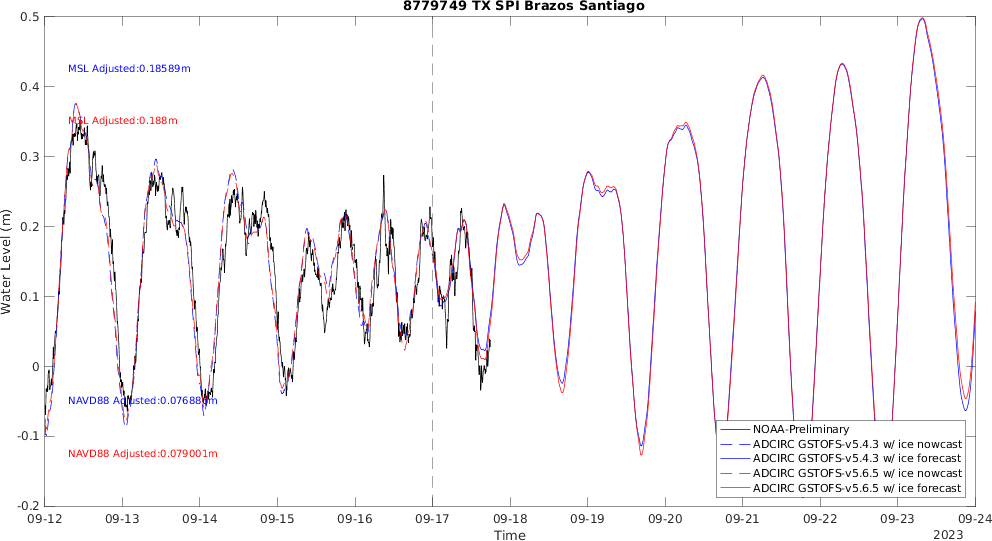 8779749 TX SPI Brazos Santiago
0.5
0.4
0.3
0.2
0.1
0
-0.1
-0.2
Water Level (m)
MSL Adjusted:0.18589m
MSL Adjusted:0.188m
NAVD88 Adjusted:0.076888m
NAVD88 Adjusted:0.079001m
NOAA-Preliminary
ADCIRC GSTOFS-v5.4.3 w/ ice nowcast
ADCIRC GSTOFS-v5.4.3 w/ ice forecast
ADCIRC GSTOFS-v5.6.5 w/ ice nowcast
ADCIRC GSTOFS-v5.6.5 w/ ice forecast
09-12 09-13 09-14 09-15 09-16 09-17 09-18 09-19 09-20 09-21 09-22 09-23 09-24
Time
2023